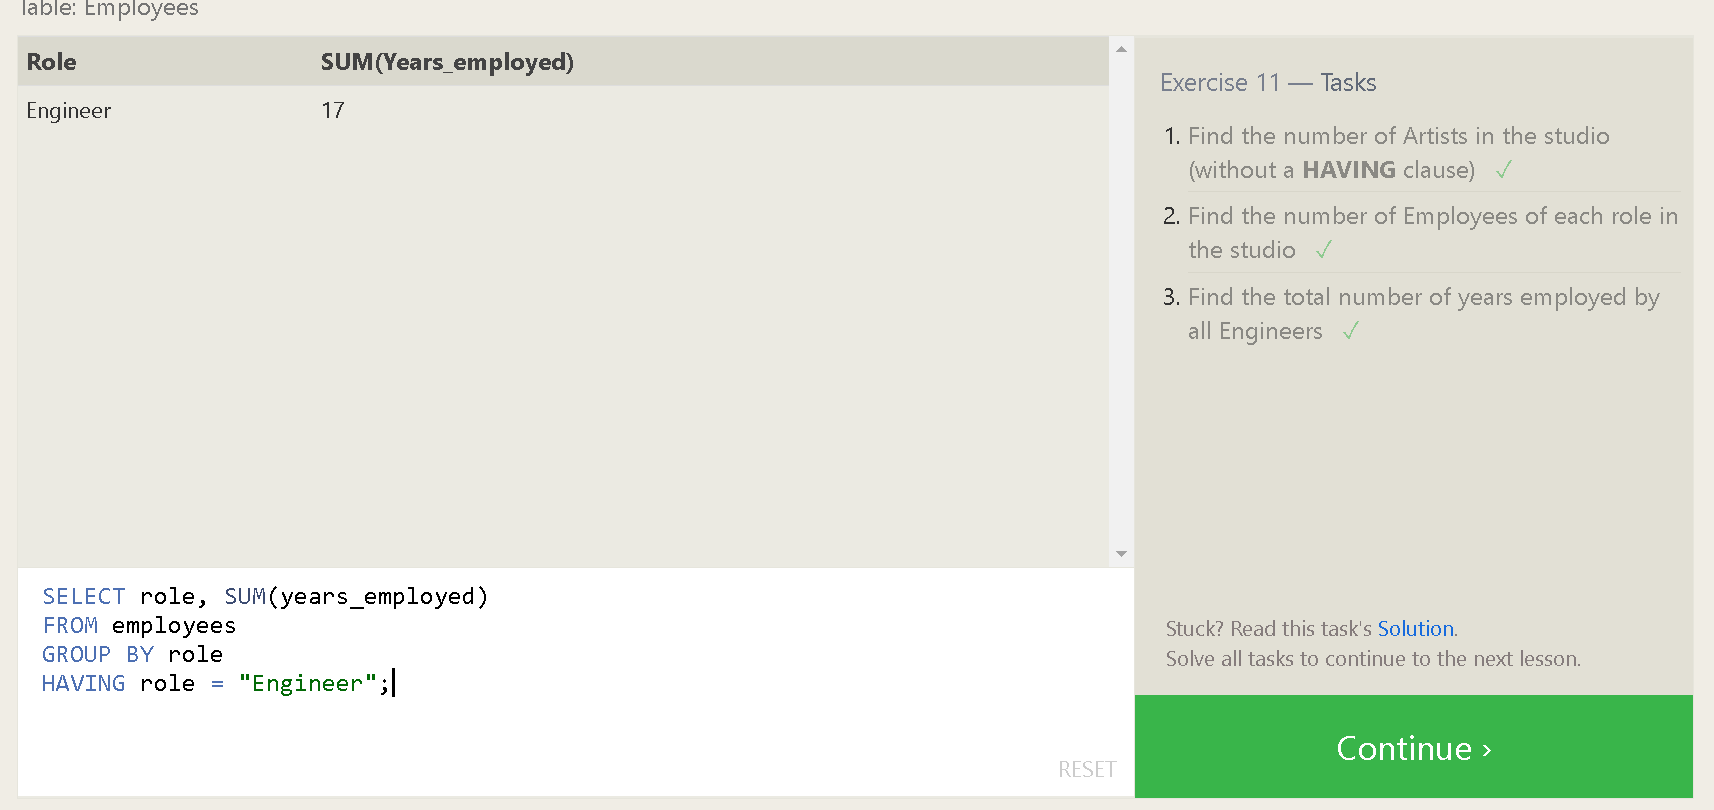 Table: Employees
Role SUM(Years_employed)
Engineer 17
SELECT role, SUM(years_employed)
FROM employees
GROUP BY role
HAVING role = "Engineer";
RESET
Exercise 11 — Tasks
1. Find the number of Artists in the studio
(without a HAVING clause) ✓
2. Find the number of Employees of each role in
the studio ✓
3. Find the total number of years employed by
all Engineers ✓
Stuck? Read this task's Solution.
Solve all tasks to continue to the next lesson.
Continue ›